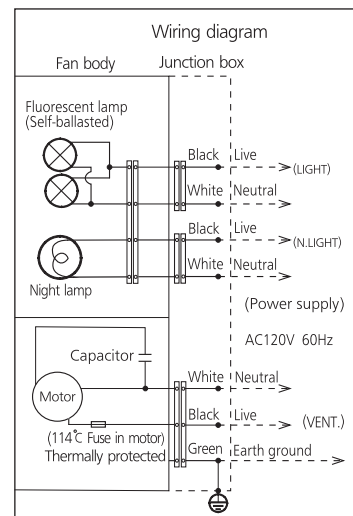 Wiring diagram
Fan body
Junction box
Fluorescent lamp
(Self-ballasted)
Black Live (LIGHT)
White Neutral
Black Live (N.LIGHT)
White Neutral
Night lamp
(Power supply)
AC120V 60Hz
Capacitor
White Neutral
Motor
Black Live (VENT.)
(114℃ Fuse in motor)
Thermally protected
Green Earth ground